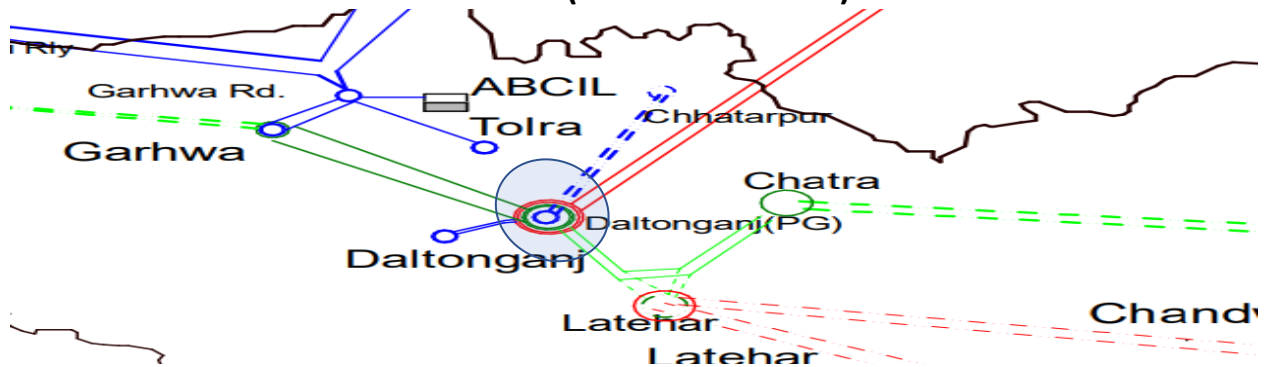 Rly
ABCIL
Garhwa Rd.
Tolra
Chhatarpur
Garhwa
Chatra
Daltonganj(PG)
Daltonganj
Latehar
Latehar